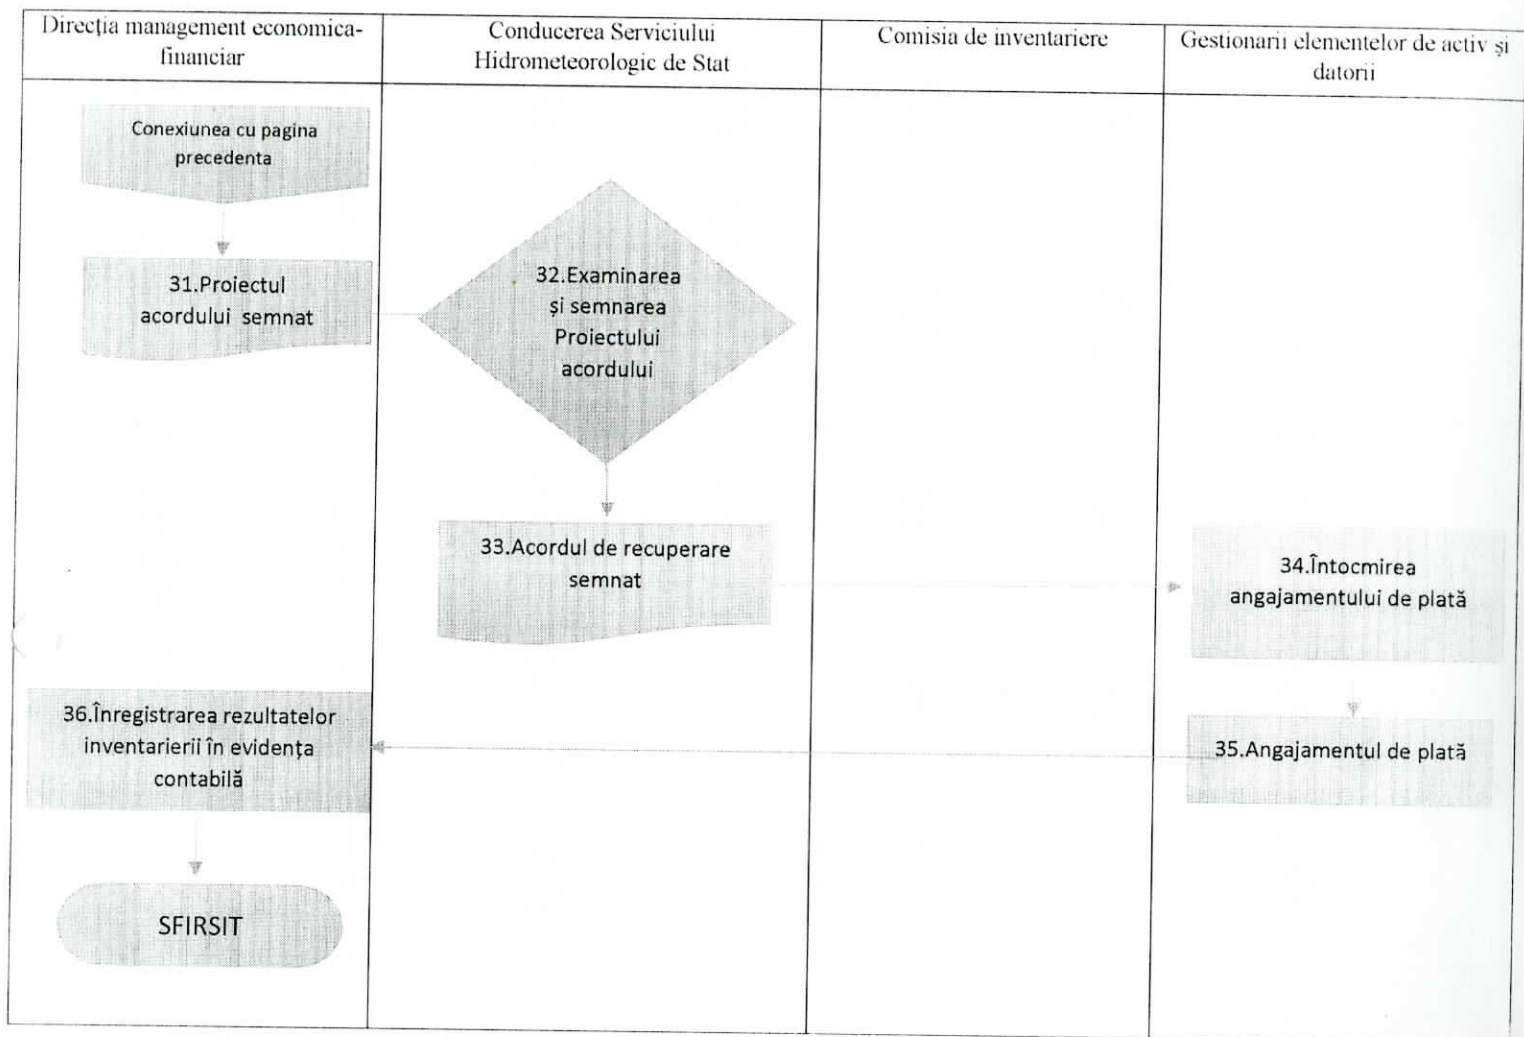 Direcția management economica-
financiar
Conducerea Serviciului
Hidrometeorologic de Stat
Comisia de inventariere
Gestionarii elementelor de activ și
datorii
Conexiunea cu pagina
precedenta
31.Proiectul
acordului semnat
32.Examinarea
și semnarea
Proiectului
acordului
33.Acordul de recuperare
semnat
34.Întocmirea
angajamentului de plată
35.Angajamentul de plată
36.Înregistrarea rezultatelor
inventarierii în evidența
contabilă
SFIRSIT